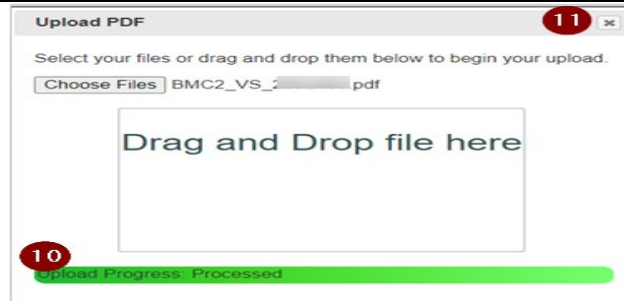 Upload PDF 11 x
Select your files or drag and drop them below to begin your upload.
Choose Files BMC2_VS_2 pdf
Drag and Drop file here
10
Upload Progress: Processed